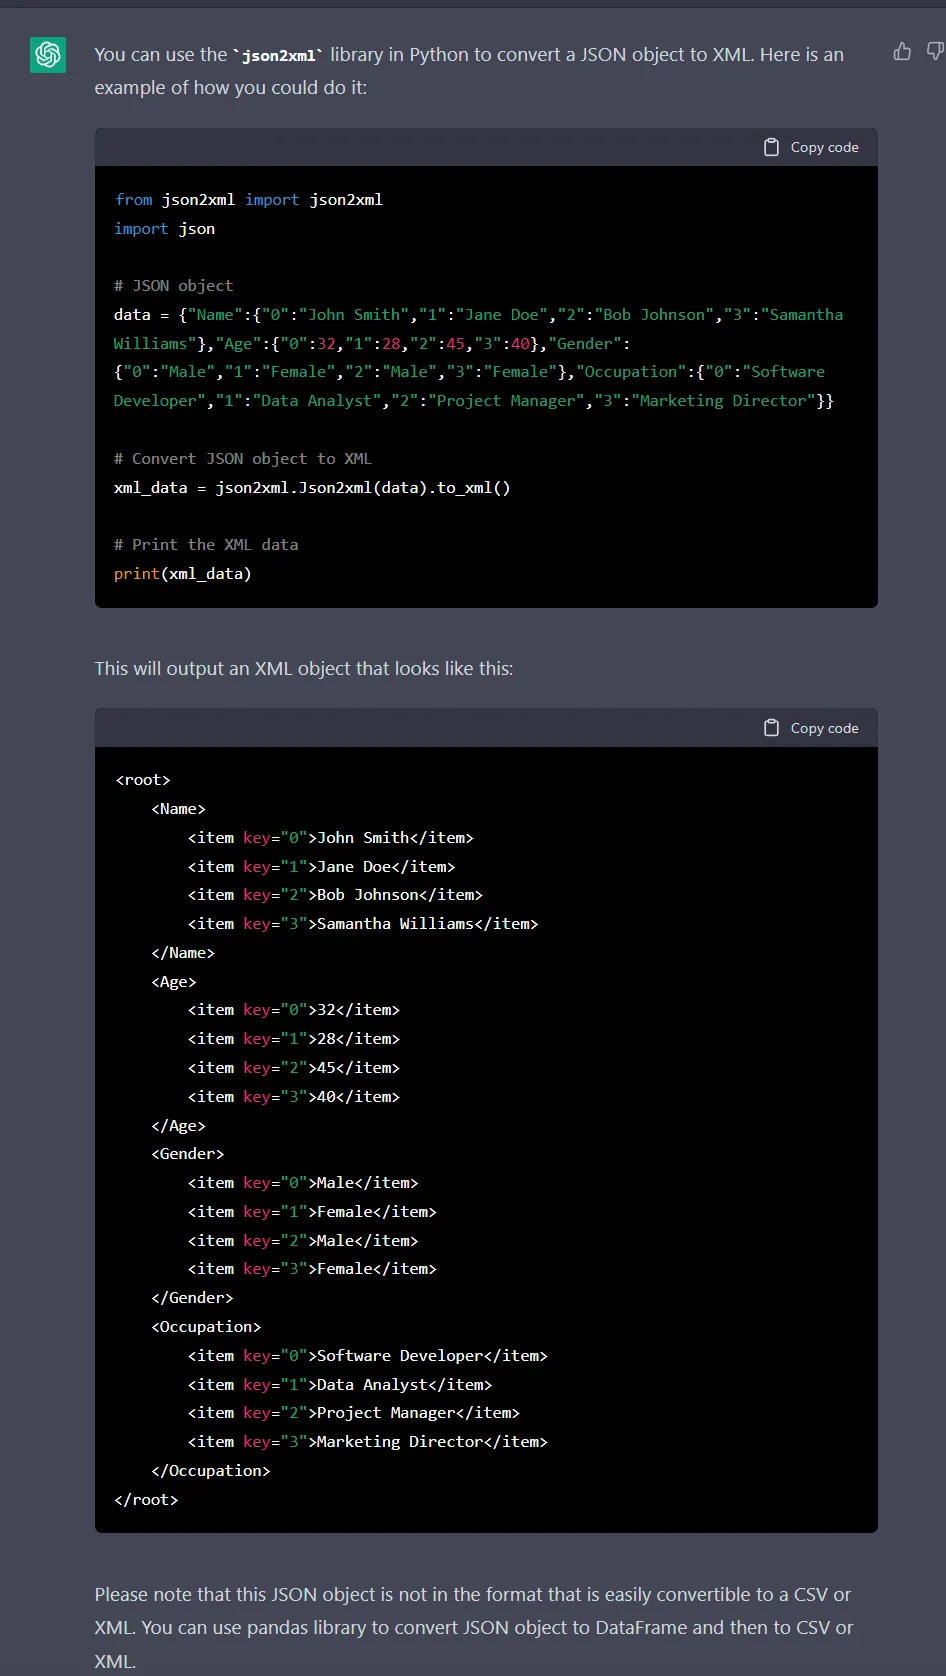 You can use the `json2xml` library in Python to convert a JSON object to XML. Here is an
example of how you could do it:
Copy code
from json2xml import json2xml
import json
# JSON object
data = {"Name":{"0":"John Smith","1":"Jane Doe","2":"Bob Johnson","3":"Samantha
Williams"},"Age":{"0":32,"1":28,"2":45,"3":40},"Gender":
{"0":"Male","1":"Female","2":"Male","3":"Female"},"Occupation":{"0":"Software
Developer","1":"Data Analyst","2":"Project Manager","3":"Marketing Director"}}
# Convert JSON object to XML
xml_data = json2xml.Json2xml(data).to_xml()
# Print the XML data
print(xml_data)
This will output an XML object that looks like this:
Copy code
<root>
    <Name>
        <item key="0">John Smith</item>
        <item key="1">Jane Doe</item>
        <item key="2">Bob Johnson</item>
        <item key="3">Samantha Williams</item>
    </Name>
    <Age>
        <item key="0">32</item>
        <item key="1">28</item>
        <item key="2">45</item>
        <item key="3">40</item>
    </Age>
    <Gender>
        <item key="0">Male</item>
        <item key="1">Female</item>
        <item key="2">Male</item>
        <item key="3">Female</item>
    </Gender>
    <Occupation>
        <item key="0">Software Developer</item>
        <item key="1">Data Analyst</item>
        <item key="2">Project Manager</item>
        <item key="3">Marketing Director</item>
    </Occupation>
</root>
Please note that this JSON object is not in the format that is easily convertible to a CSV or
XML. You can use pandas library to convert JSON object to DataFrame and then to CSV or
XML.